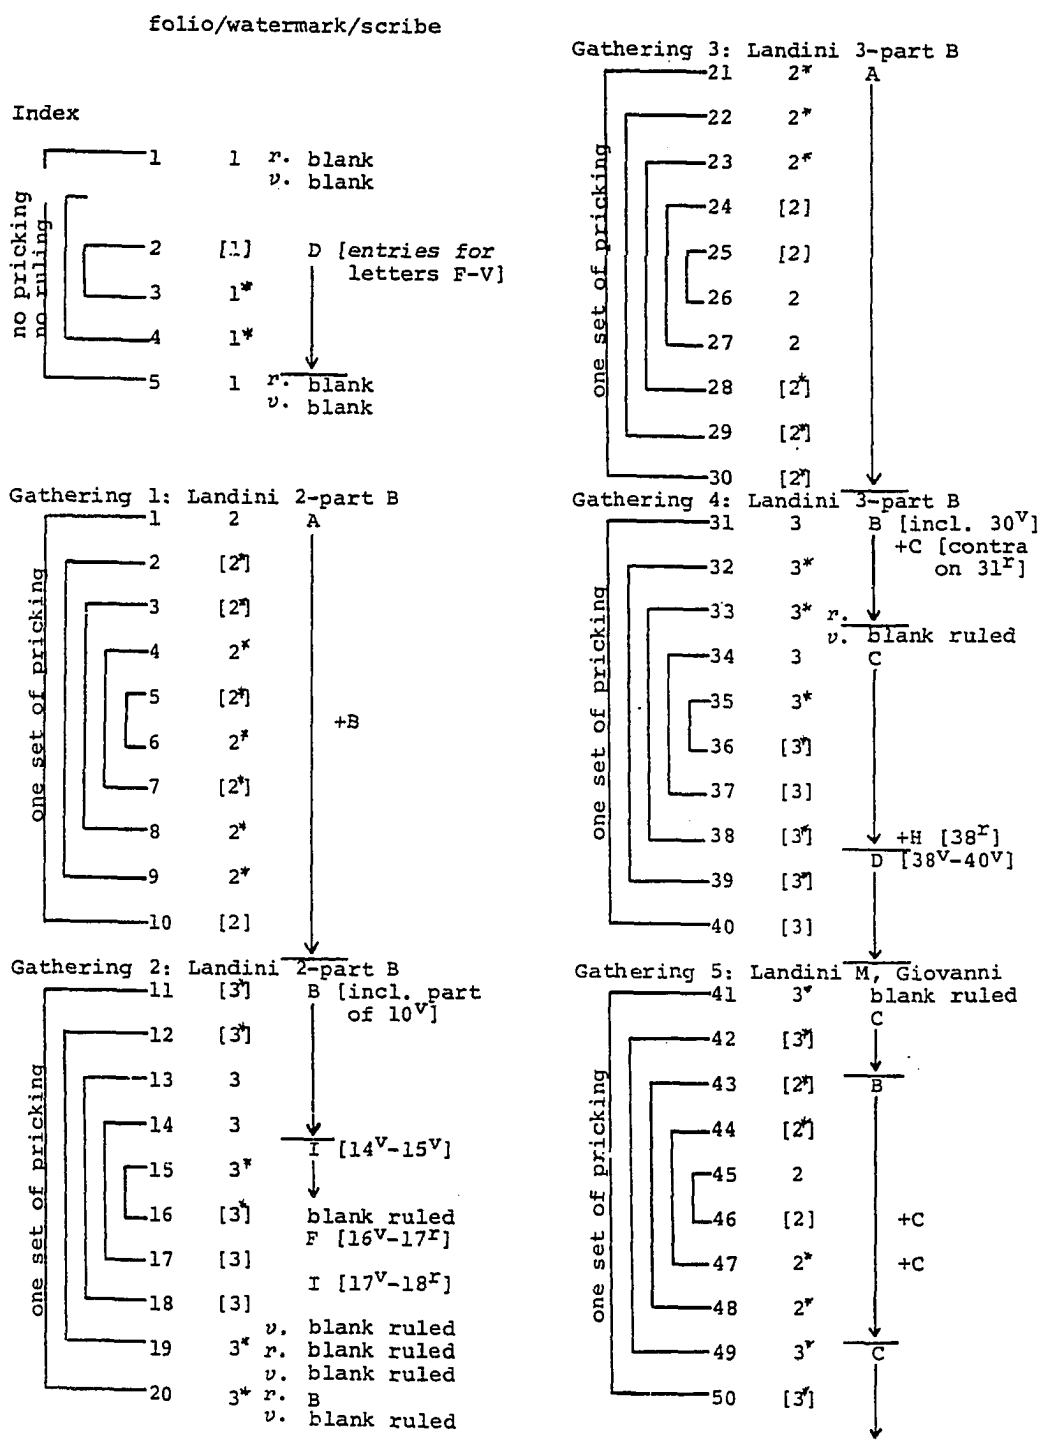 folio/watermark/scribe
Index
no pricking
no ruling
1 1 r. blank
v. blank
2 [1] D [entries for
letters F-V]
3 1*
4 1*
5 1 r. blank
v. blank
Gathering 1: Landini 2-part B
one set of pricking
1 2 A
2 [2*]
3 [2*]
4 2*
5 [2*]
+B
6 2*
7 [2*]
8 2*
9 2*
10 [2]
Gathering 2: Landini 2-part B
one set of pricking
11 [3*] B [incl. part
of 10v]
12 [3*]
13 3
14 3
I [14v-15v]
15 3*
16 [3*] blank ruled
F [16v-17r]
17 [3]
I [17v-18r]
18 [3]
v. blank ruled
19 3* r. blank ruled
v. blank ruled
20 3* r. B
v. blank ruled
Gathering 3: Landini 3-part B
one set of pricking
21 2* A
22 2*
23 2*
24 [2]
25 [2]
26 2
27 2
28 [2*]
29 [2*]
30 [2*]
Gathering 4: Landini 3-part B
one set of pricking
31 3 B [incl. 30v]
+C [contra
on 31r]
32 3*
33 3* r.
v. blank ruled
34 3 C
35 3*
36 [3*]
37 [3]
38 [3*] +H [38r]
D [38v-40v]
39 [3*]
40 [3]
Gathering 5: Landini M, Giovanni
one set of pricking
41 3* blank ruled
C
42 [3*]
43 [2*] B
44 [2*]
45 2
46 [2] +C
47 2* +C
48 2*
49 3* C
50 [3*]